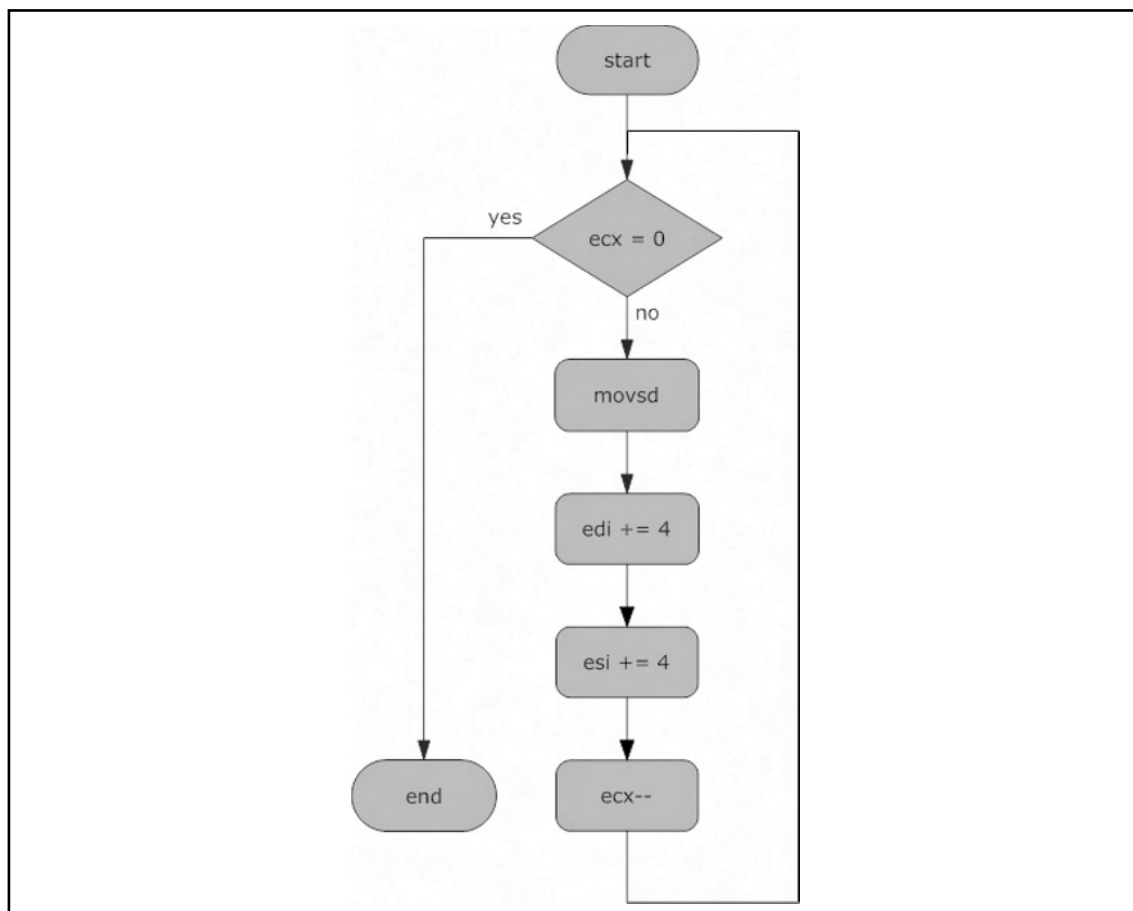 start
yes
ecx = 0
no
movsd
edi += 4
esi += 4
end
ecx--